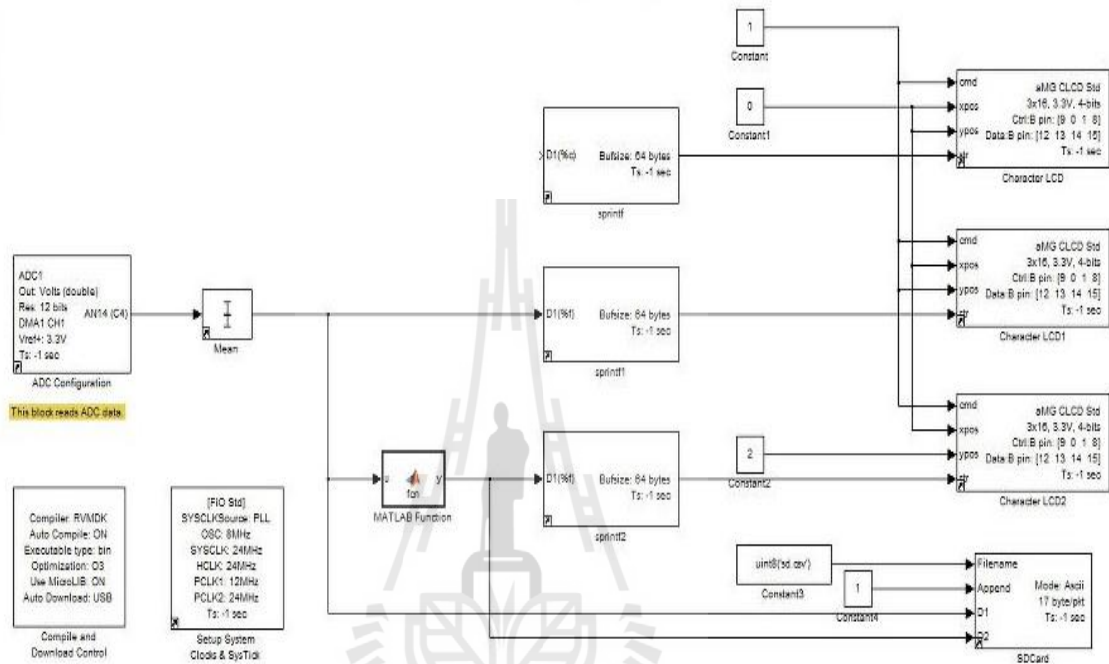 1
Constant
0
Constant1
D1(%c)
Bufsize: 64 bytes
Ts: -1 sec
sprintf
cmd
xpos
ypos
str
aMG CLCD Std
3x16, 3.3V, 4-bits
Ctrl:B pin: [9 0 1 8]
Data:B pin: [12 13 14 15]
Ts: -1 sec
Character LCD
ADC1
Out: Volts (double)
Res: 12 bits
DMA1 CH1
Vref+: 3.3V
Ts: -1 sec
AN14 (C4)
ADC Configuration
This block reads ADC data.
Mean
D1(%f)
Bufsize: 64 bytes
Ts: -1 sec
sprintf1
cmd
xpos
ypos
str
aMG CLCD Std
3x16, 3.3V, 4-bits
Ctrl:B pin: [9 0 1 8]
Data:B pin: [12 13 14 15]
Ts: -1 sec
Character LCD1
u
fcn
y
MATLAB Function
D1(%f)
Bufsize: 64 bytes
Ts: -1 sec
sprintf2
2
Constant2
cmd
xpos
ypos
str
aMG CLCD Std
3x16, 3.3V, 4-bits
Ctrl:B pin: [9 0 1 8]
Data:B pin: [12 13 14 15]
Ts: -1 sec
Character LCD2
Compiler: RVMDK
Auto Compile: ON
Executable type: bin
Optimization: O3
Use MicroLIB: ON
Auto Download: USB
Compile and
Download Control
[FiO Std]
SYSCLKSource: PLL
OSC: 8MHz
SYSCLK: 24MHz
HCLK: 24MHz
PCLK1: 12MHz
PCLK2: 24MHz
Ts: -1 sec
Setup System
Clocks & SysTick
uint8('sd.csv')
Constant3
1
Constant4
Filename
Append
D1
D2
Mode: Ascii
17 byte/pkt
Ts: -1 sec
SDCard